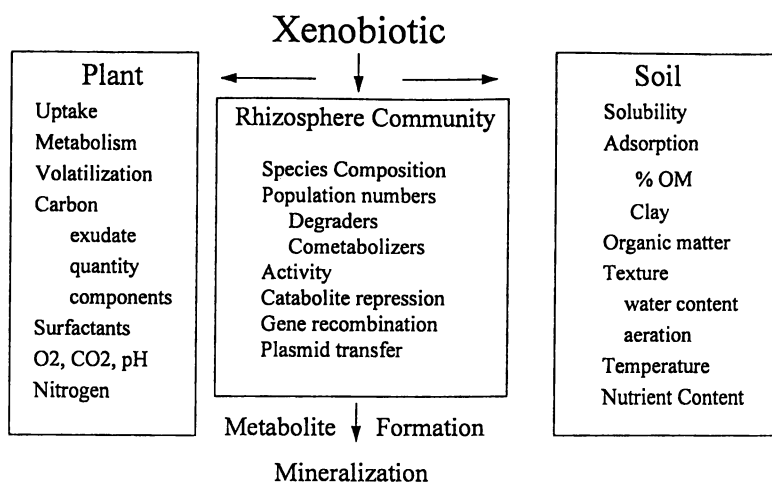 Xenobiotic
Plant
Uptake
Metabolism
Volatilization
Carbon
exudate
quantity
components
Surfactants
O2, CO2, pH
Nitrogen
Rhizosphere Community
Species Composition
Population numbers
Degraders
Cometabolizers
Activity
Catabolite repression
Gene recombination
Plasmid transfer
Metabolite Formation
Mineralization
Soil
Solubility
Adsorption
% OM
Clay
Organic matter
Texture
water content
aeration
Temperature
Nutrient Content